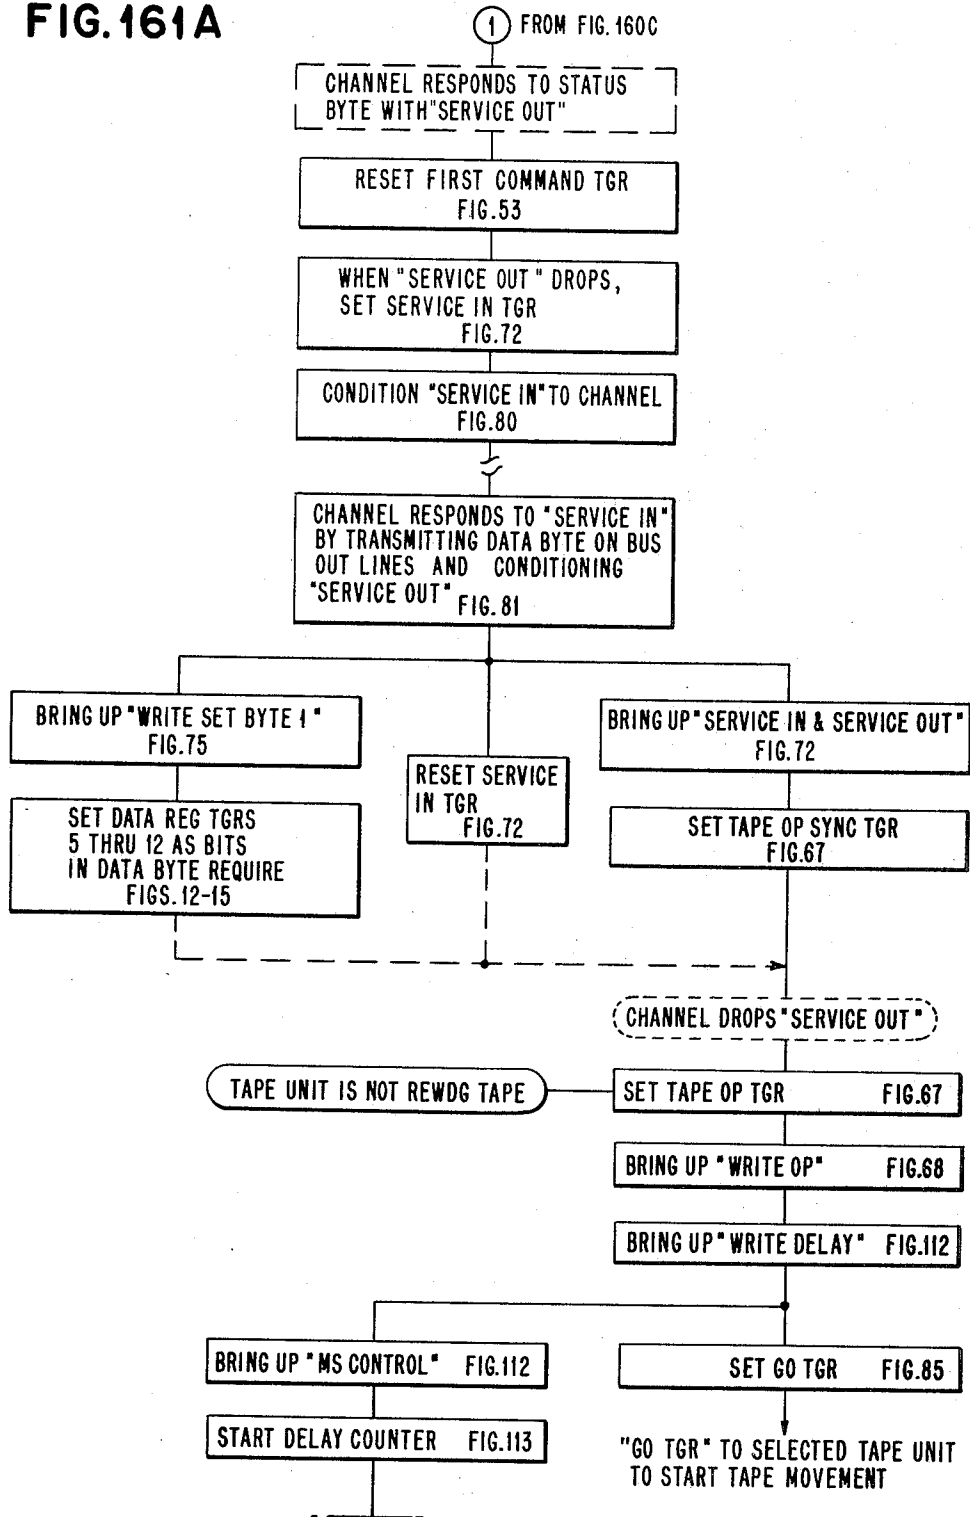 FIG.161A
1 FROM FIG. 160C
CHANNEL RESPONDS TO STATUS
BYTE WITH "SERVICE OUT"
RESET FIRST COMMAND TGR
FIG.53
WHEN "SERVICE OUT" DROPS,
SET SERVICE IN TGR
FIG.72
CONDITION "SERVICE IN" TO CHANNEL
FIG.80
CHANNEL RESPONDS TO "SERVICE IN"
BY TRANSMITTING DATA BYTE ON BUS
OUT LINES AND CONDITIONING
"SERVICE OUT" FIG.81
BRING UP "WRITE SET BYTE 1"
FIG.75
SET DATA REG TGRS
5 THRU 12 AS BITS
IN DATA BYTE REQUIRE
FIGS.12-15
RESET SERVICE
IN TGR
FIG.72
BRING UP "SERVICE IN & SERVICE OUT"
FIG.72
SET TAPE OP SYNC TGR
FIG.67
CHANNEL DROPS "SERVICE OUT"
TAPE UNIT IS NOT REWDG TAPE
SET TAPE OP TGR FIG.67
BRING UP "WRITE OP" FIG.68
BRING UP "WRITE DELAY" FIG.112
BRING UP "MS CONTROL" FIG.112
START DELAY COUNTER FIG.113
SET GO TGR FIG.85
"GO TGR" TO SELECTED TAPE UNIT
TO START TAPE MOVEMENT